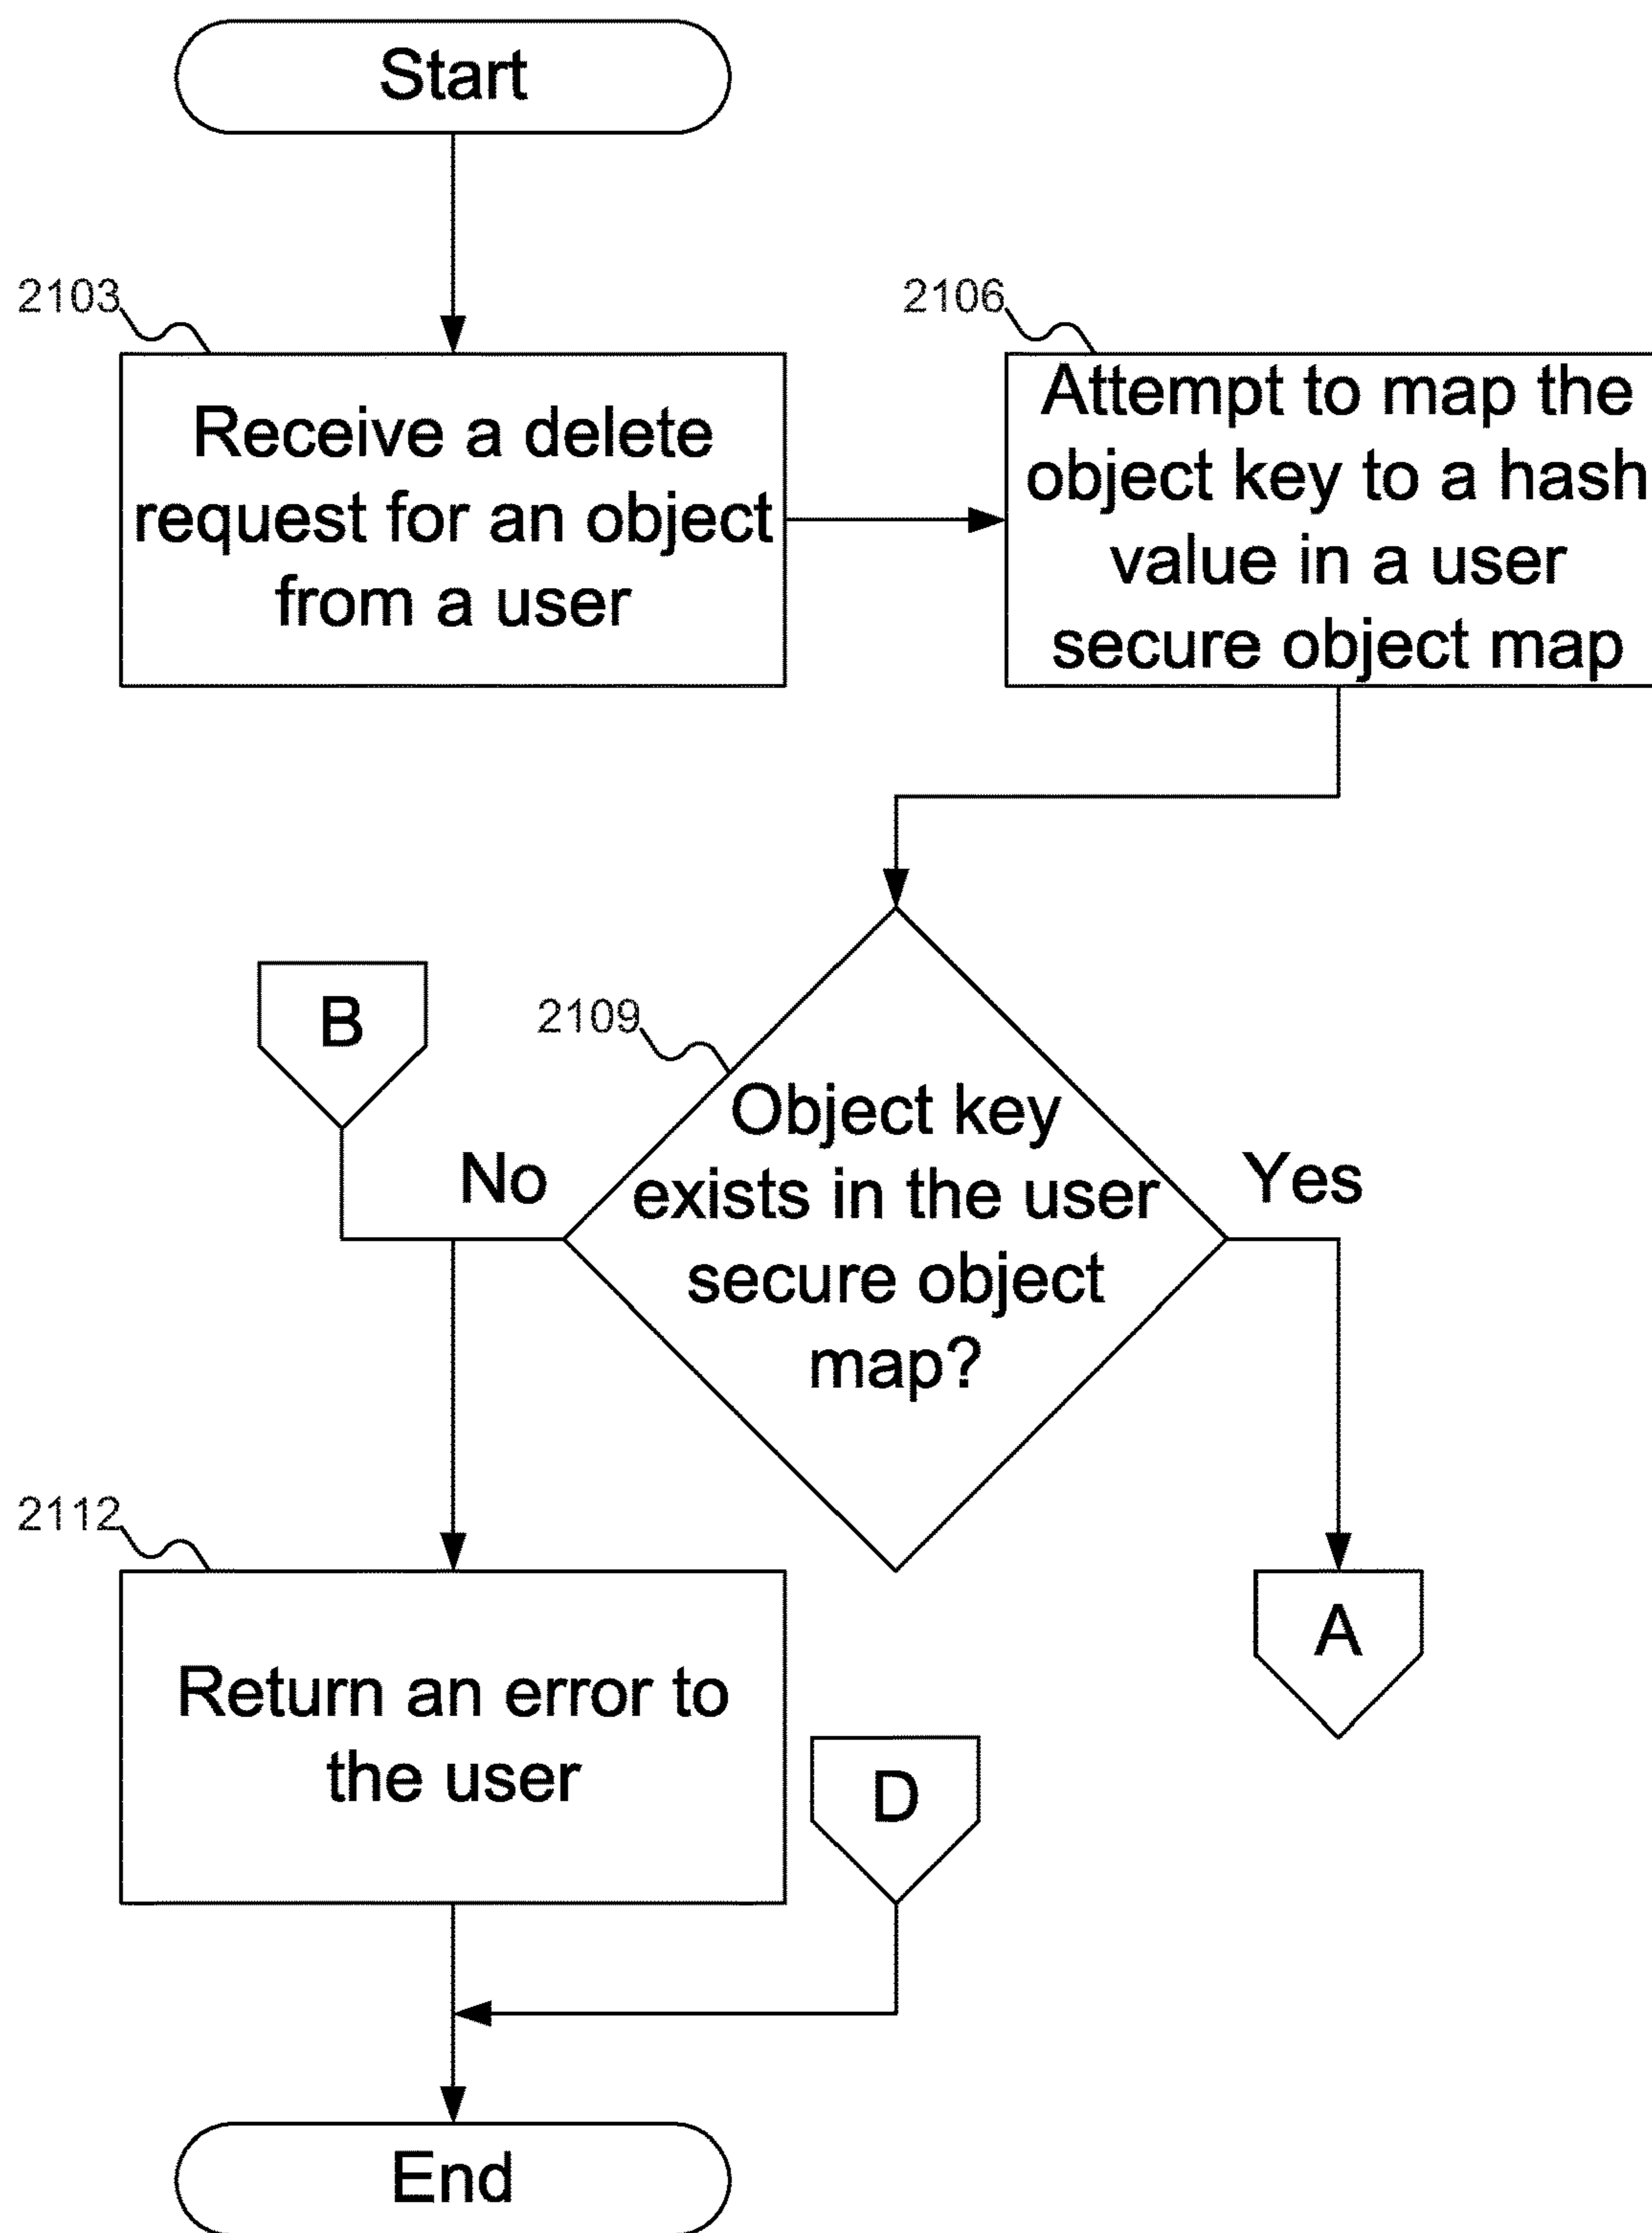 Start
2103
Receive a delete
request for an object
from a user
2106
Attempt to map the
object key to a hash
value in a user
secure object map
B
2109
Object key
exists in the user
secure object
map?
No
Yes
2112
Return an error to
the user
A
D
End